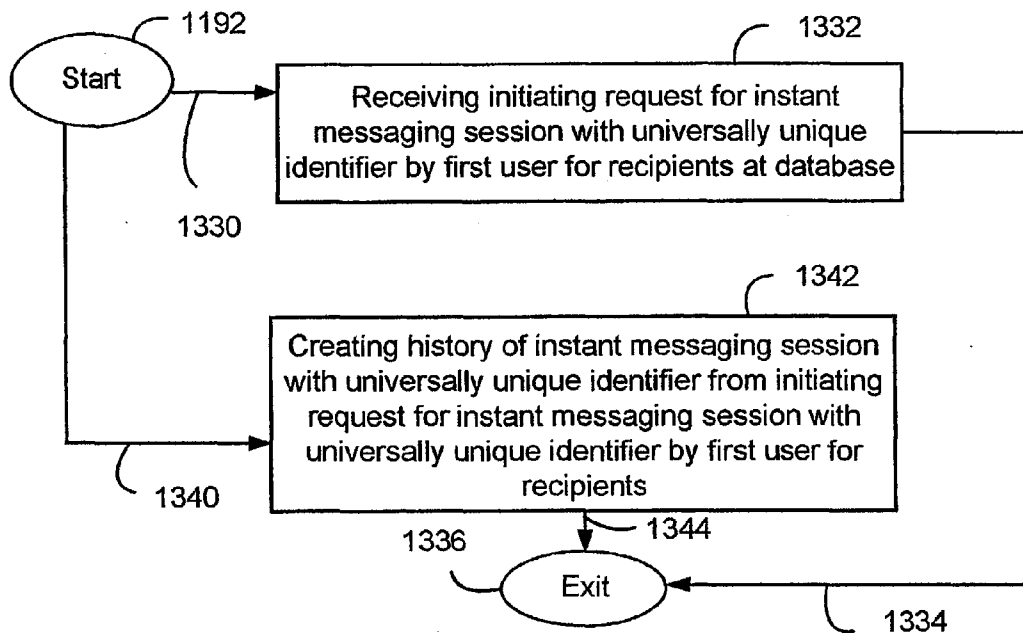 1192
Start
1332
Receiving initiating request for instant
messaging session with universally unique
identifier by first user for recipients at database
1330
1342
Creating history of instant messaging session
with universally unique identifier from initiating
request for instant messaging session with
universally unique identifier by first user for
recipients
1340
1344
1336
Exit
1334